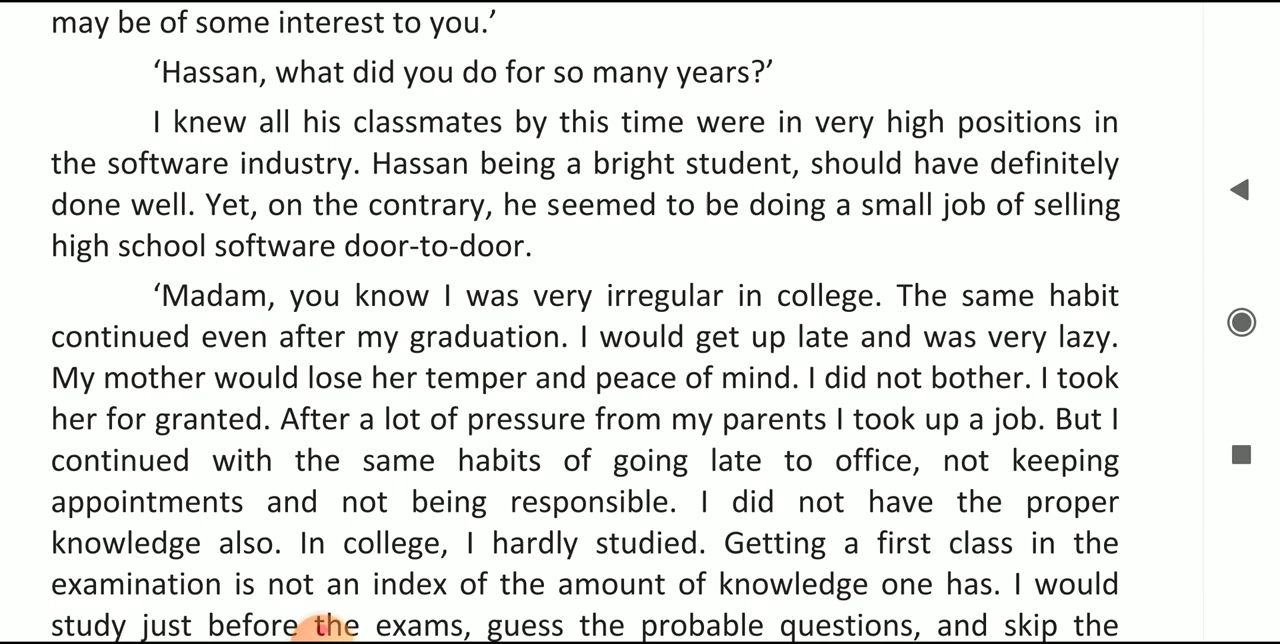 may be of some interest to you.’
‘Hassan, what did you do for so many years?’
I knew all his classmates by this time were in very high positions in
the software industry. Hassan being a bright student, should have definitely
done well. Yet, on the contrary, he seemed to be doing a small job of selling
high school software door-to-door.
‘Madam, you know I was very irregular in college. The same habit
continued even after my graduation. I would get up late and was very lazy.
My mother would lose her temper and peace of mind. I did not bother. I took
her for granted. After a lot of pressure from my parents I took up a job. But I
continued with the same habits of going late to office, not keeping
appointments and not being responsible. I did not have the proper
knowledge also. In college, I hardly studied. Getting a first class in the
examination is not an index of the amount of knowledge one has. I would
study just before the exams, guess the probable questions, and skip the